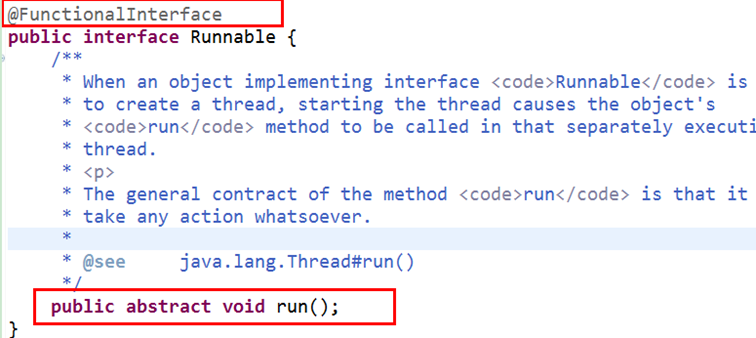 @FunctionalInterface
public interface Runnable {
/**
* When an object implementing interface <code>Runnable</code> is
* to create a thread, starting the thread causes the object's
* <code>run</code> method to be called in that separately executi
* thread.
* <p>
* The general contract of the method <code>run</code> is that it
* take any action whatsoever.
*
* @see java.lang.Thread#run()
*/
public abstract void run();
}